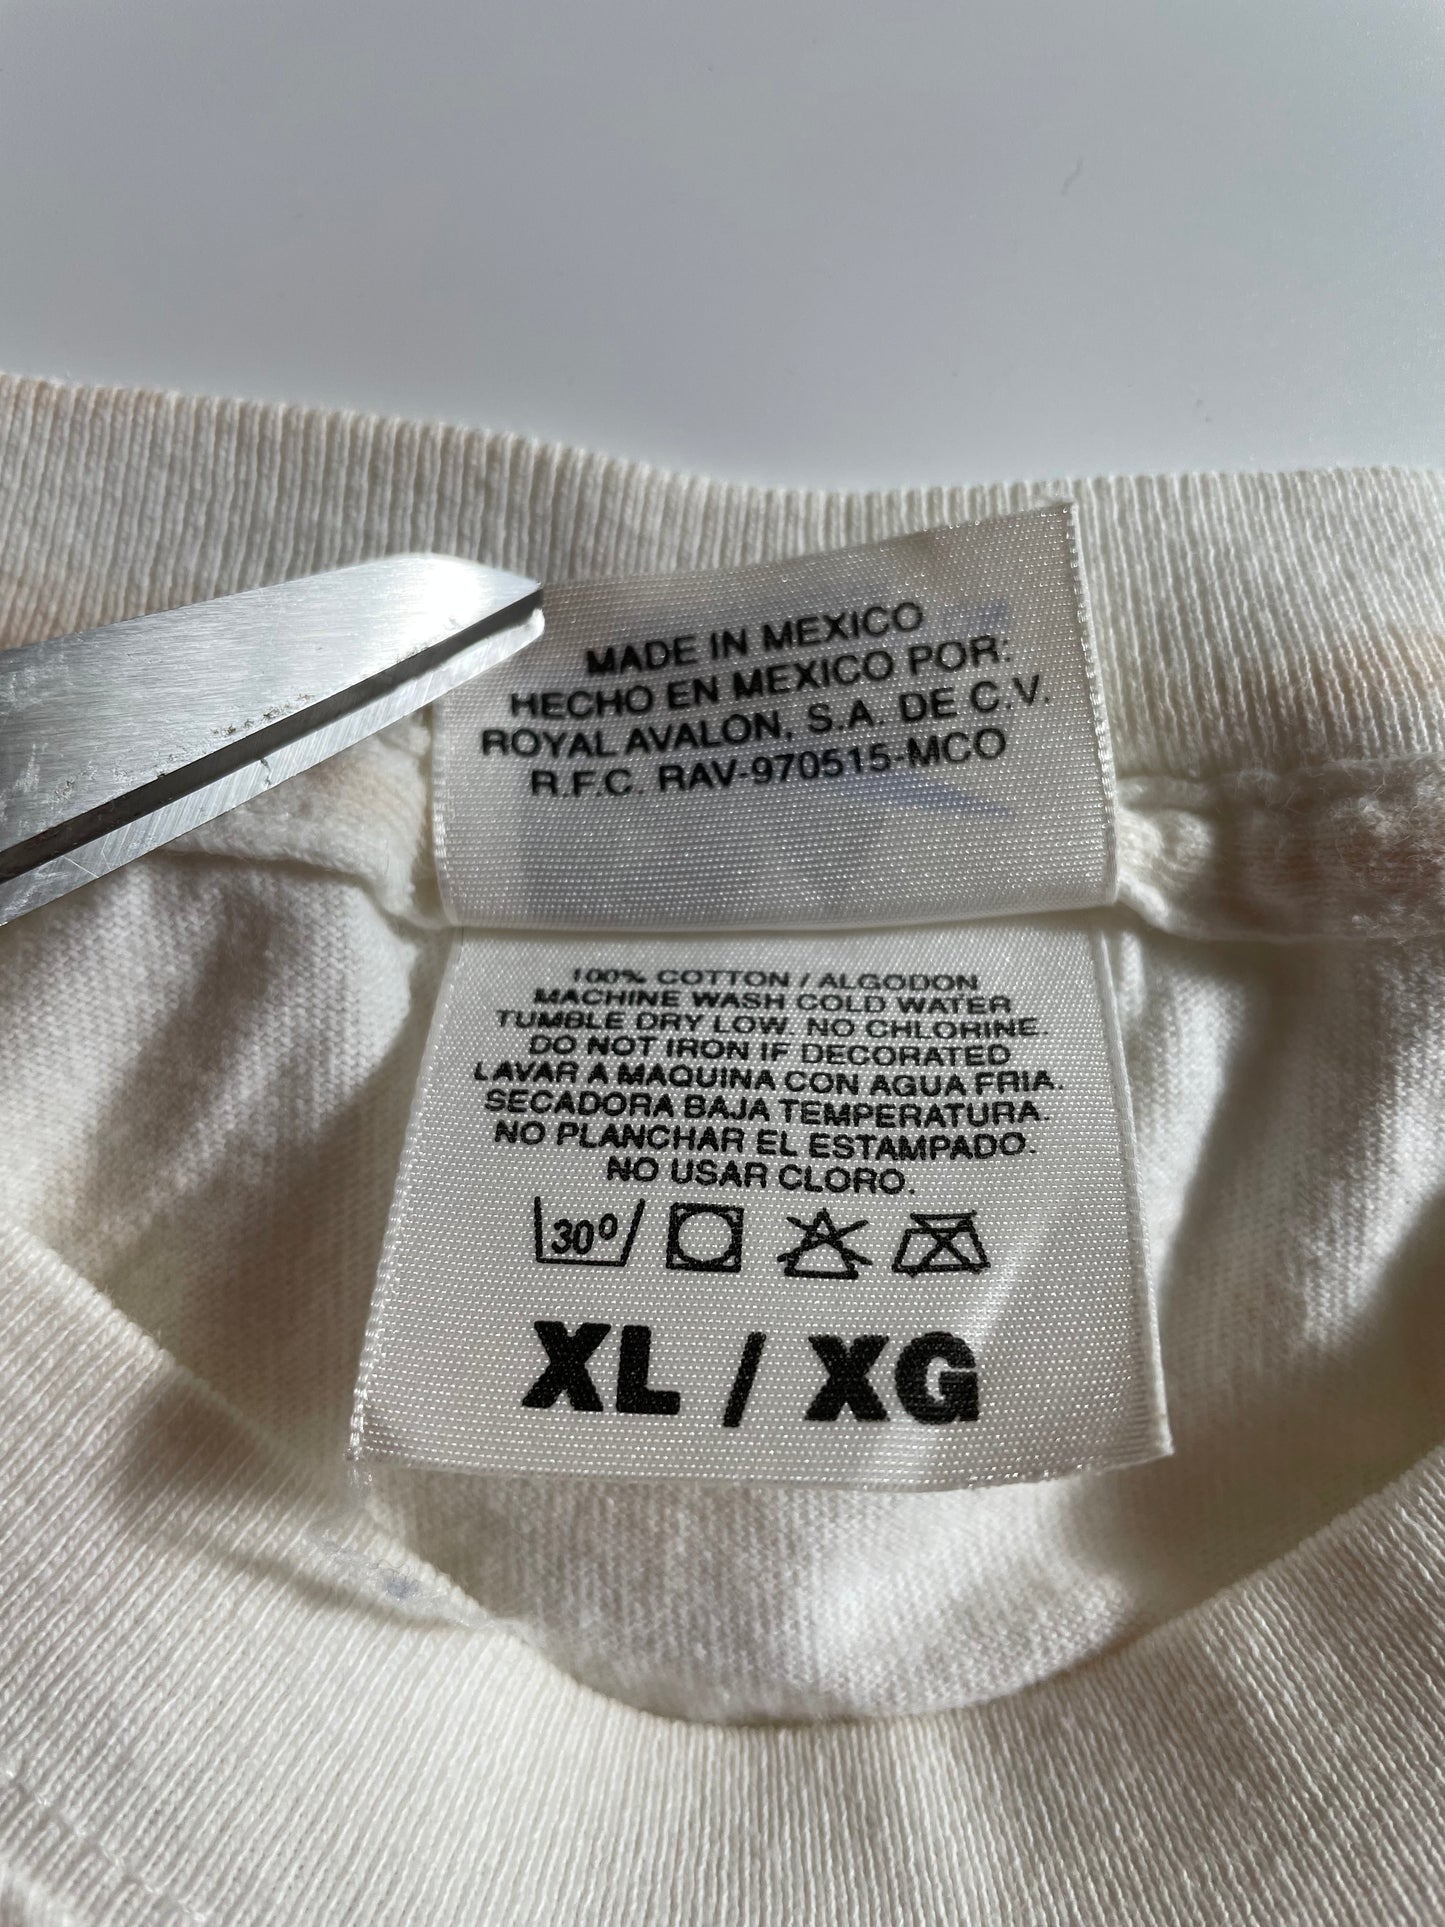 MADE IN MEXICO
HECHO EN MEXICO POR:
ROYAL AVALON, S.A. DE C.V.
R.F.C. RAV-970515-MCO
100% COTTON / ALGODON
MACHINE WASH COLD WATER
TUMBLE DRY LOW. NO CHLORINE.
DO NOT IRON IF DECORATED
LAVAR A MAQUINA CON AGUA FRIA.
SECADORA BAJA TEMPERATURA.
NO PLANCHAR EL ESTAMPADO.
NO USAR CLORO.
30º
XL / XG